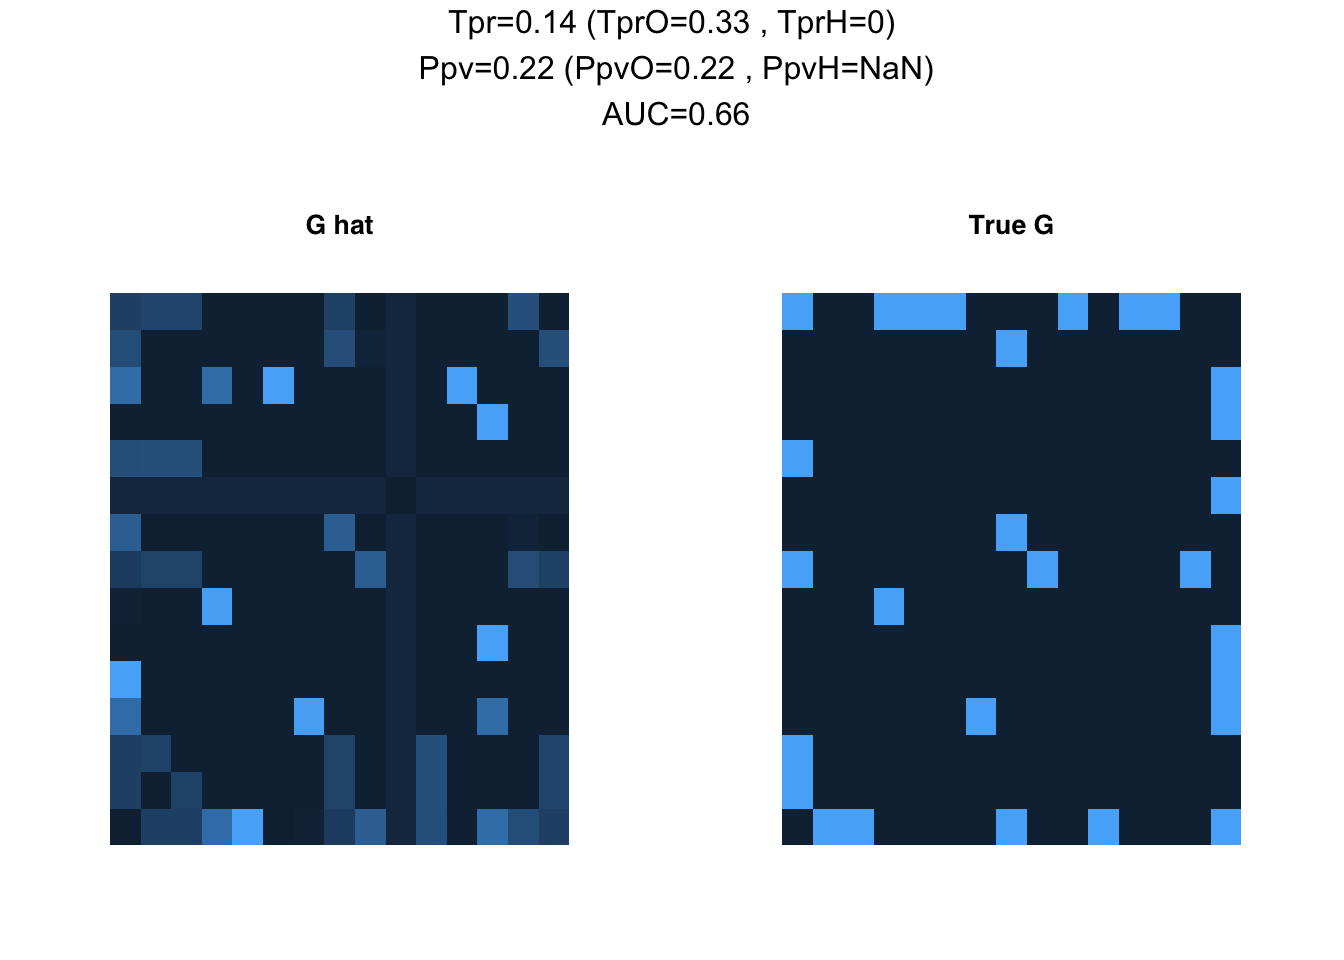 Tpr=0.14 (TprO=0.33 , TprH=0)
Ppv=0.22 (PpvO=0.22 , PpvH=NaN)
AUC=0.66
G hat
True G